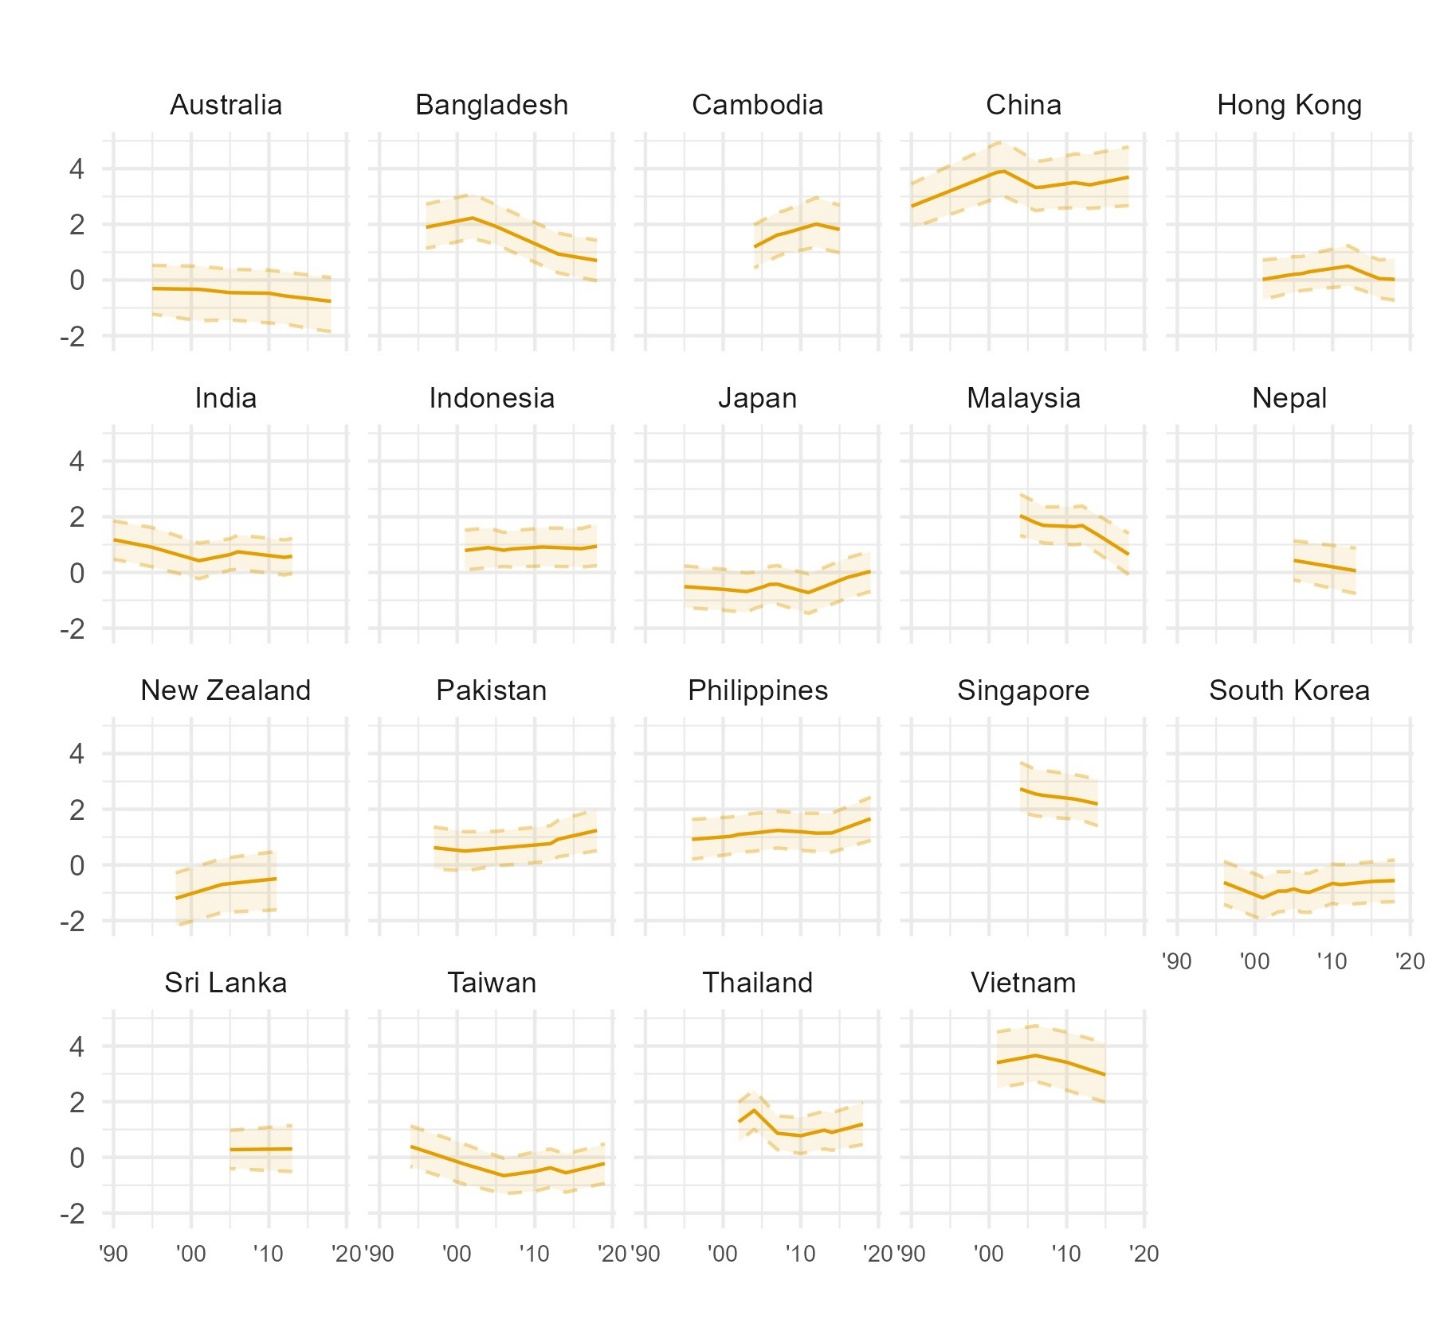 Australia Bangladesh Cambodia China Hong Kong
4
2
0
-2
India Indonesia Japan Malaysia Nepal
4
2
0
-2
New Zealand Pakistan Philippines Singapore South Korea
4
2
0
-2
'90 '00 '10 '20
Sri Lanka Taiwan Thailand Vietnam
4
2
0
-2
'90 '00 '10 '20 '90 '00 '10 '20 '90 '00 '10 '20 '90 '00 '10 '20